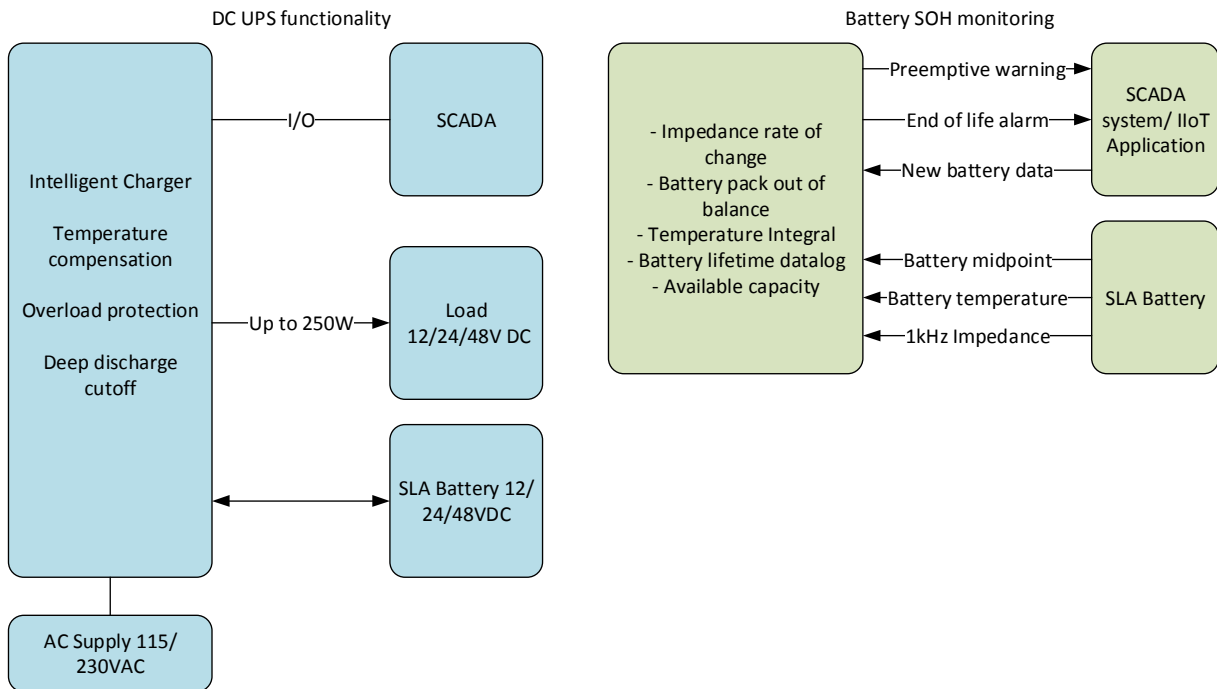 DC UPS functionality
Intelligent Charger
Temperature
compensation
Overload protection
Deep discharge
cutoff
I/O
SCADA
Up to 250W
Load
12/24/48V DC
SLA Battery 12/
24/48VDC
AC Supply 115/
230VAC
Battery SOH monitoring
- Impedance rate of
change
- Battery pack out of
balance
- Temperature Integral
- Battery lifetime datalog
- Available capacity
Preemptive warning
End of life alarm
New battery data
SCADA
system/ IIoT
Application
Battery midpoint
Battery temperature
1kHz Impedance
SLA Battery